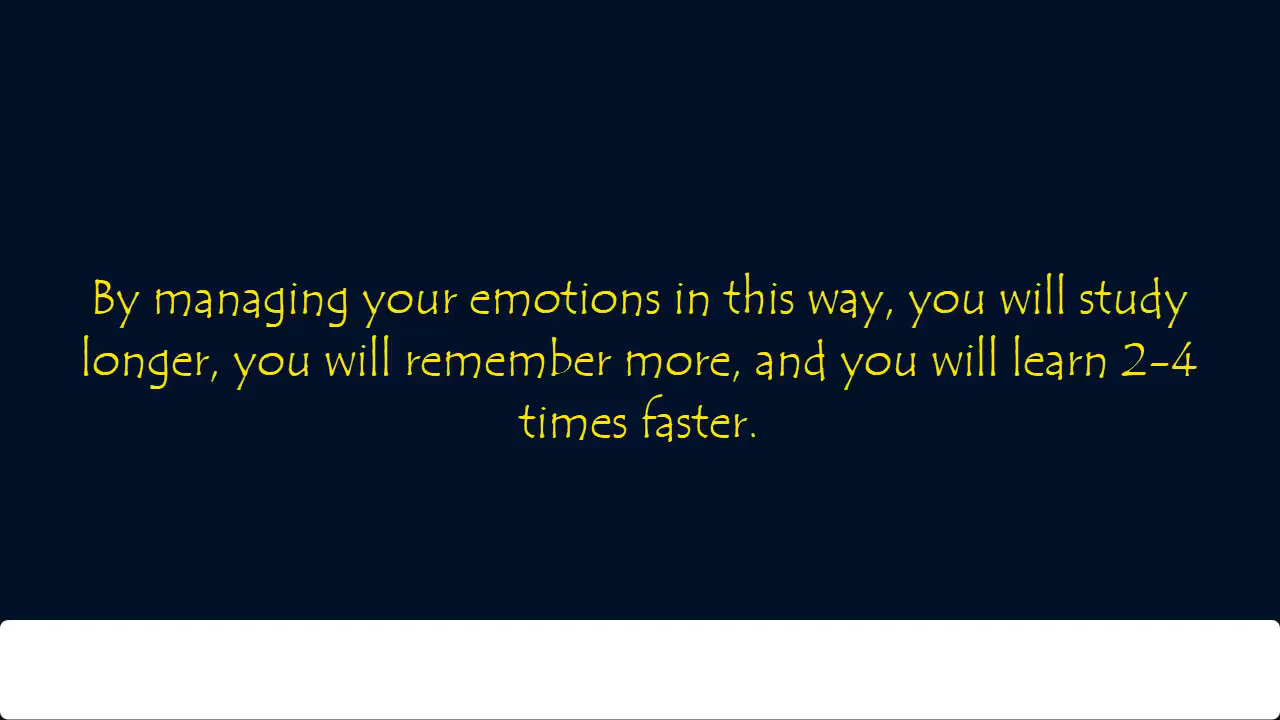 By managing your emotions in this way, you will study
longer, you will remember more, and you will learn 2-4
times faster.